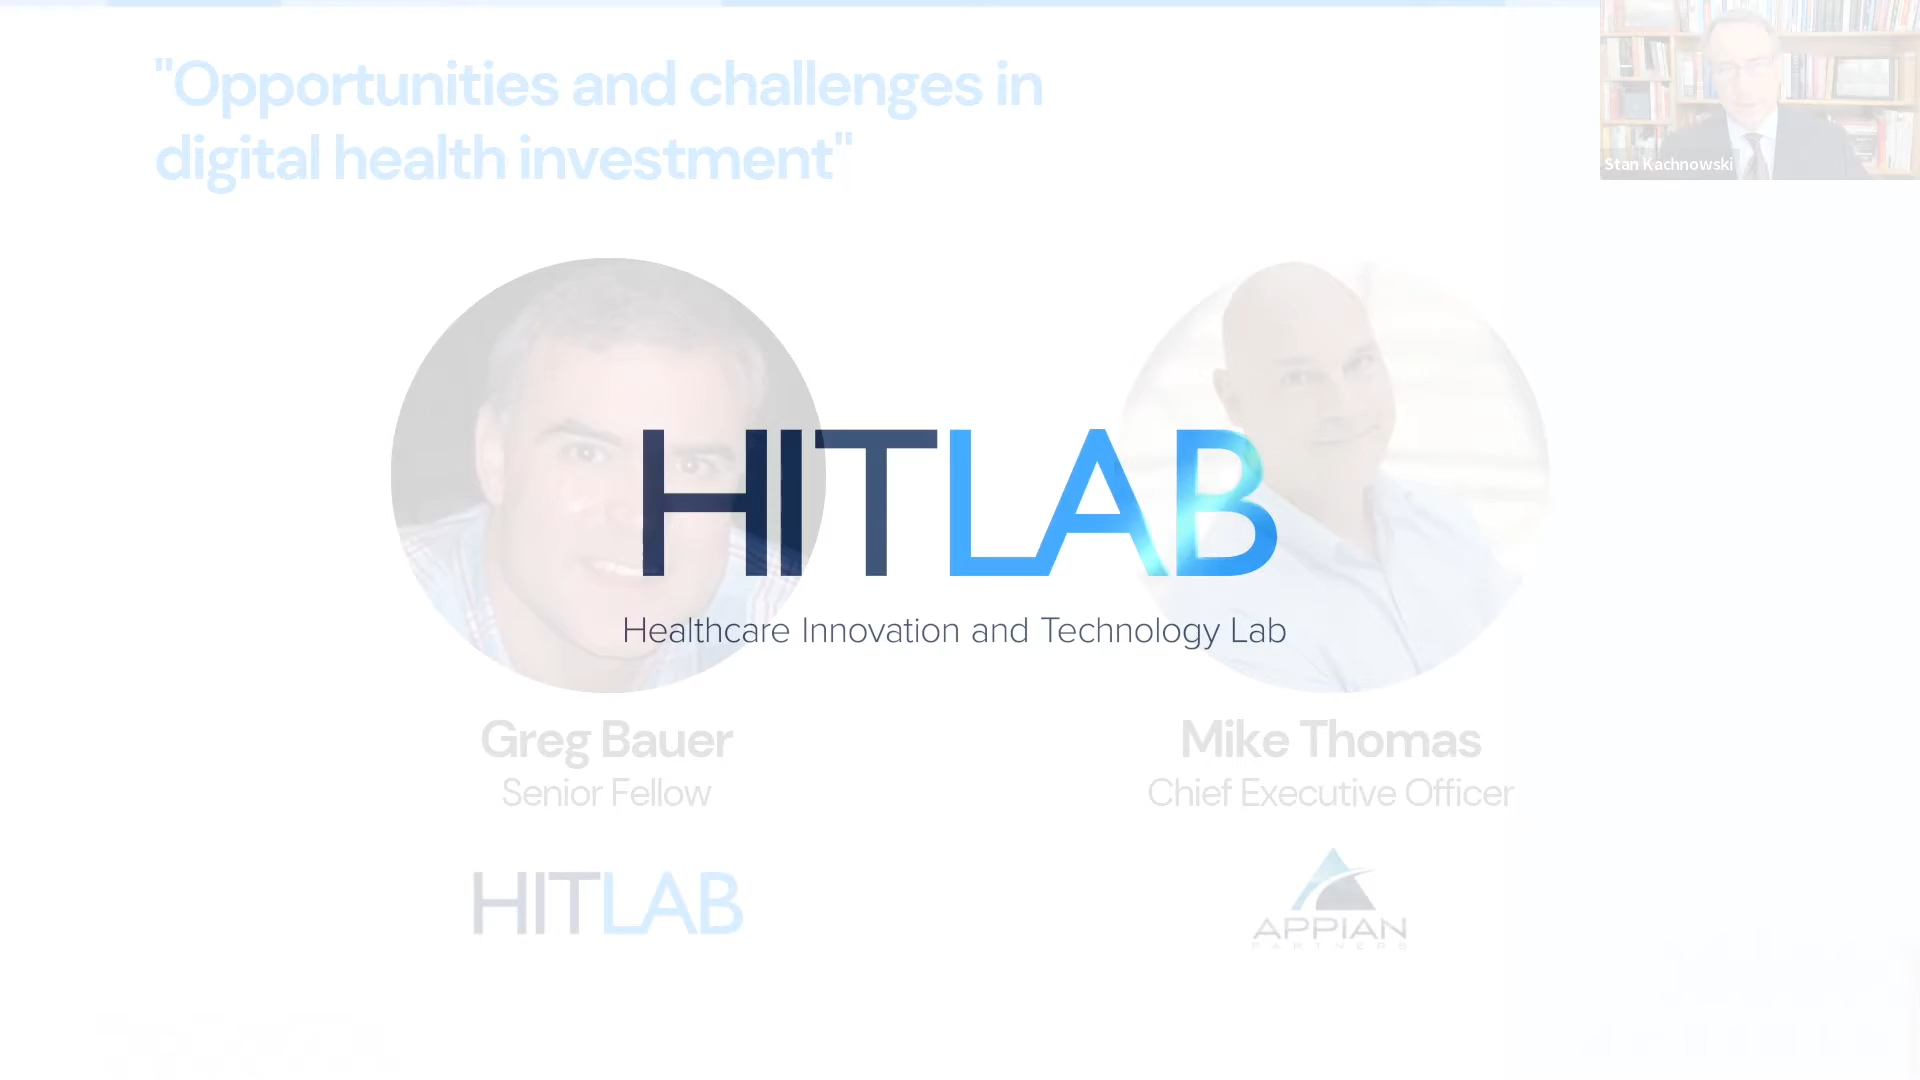 "Opportunities and challenges in
digital health investment"
Stan Kachnowski
HITLAB
Healthcare Innovation and Technology Lab
Greg Bauer
Senior Fellow
HITLAB
Mike Thomas
Chief Executive Officer
APPIAN
PARTNERS